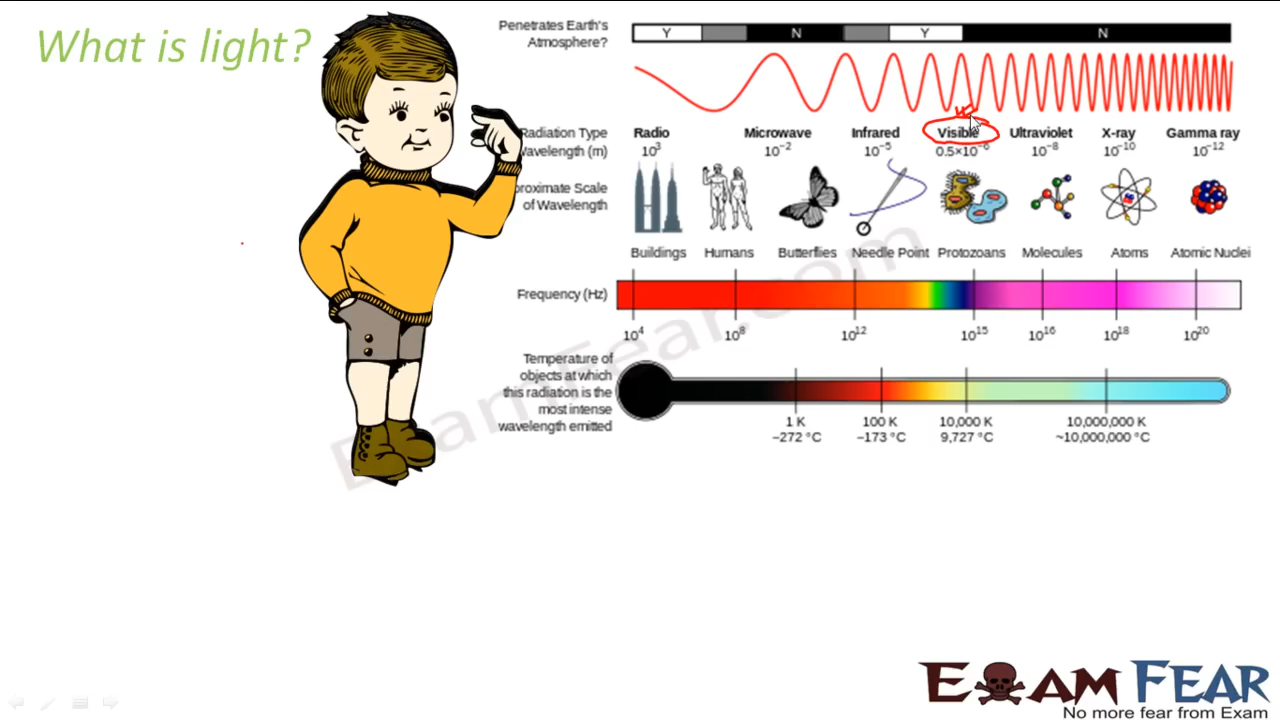 What is light?
Penetrates Earth's
Atmosphere?
Y N Y N
Radiation Type
Radio Microwave Infrared Visible Ultraviolet X-ray Gamma ray
Wavelength (m)
10³ 10⁻² 10⁻⁵ 0.5×10⁻⁶ 10⁻⁸ 10⁻¹⁰ 10⁻¹²
proximate Scale
of Wavelength
Buildings Humans Butterflies Needle Point Protozoans Molecules Atoms Atomic Nuclei
Frequency (Hz)
10⁴ 10⁸ 10¹² 10¹⁵ 10¹⁶ 10¹⁸ 10²⁰
Temperature of
objects at which
this radiation is the
most intense
wavelength emitted
1 K 100 K 10,000 K 10,000,000 K
−272 °C −173 °C 9,727 °C ~10,000,000 °C
ExamFear.com
EXAM FEAR
No more fear from Exam